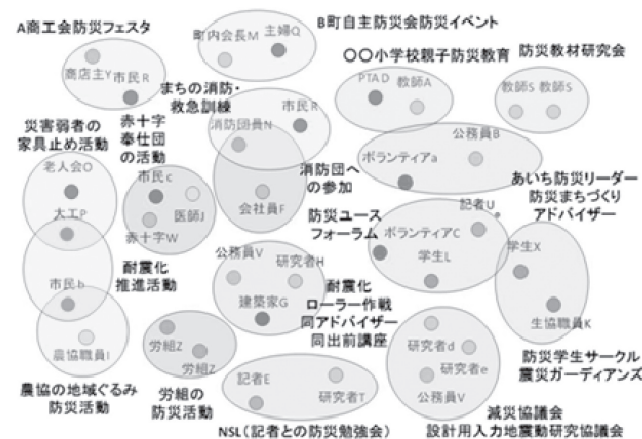 A商工会防災フェスタ
商店主Y
市民R
町内会長M
主婦Q
B町自主防災会防災イベント
〇〇小学校親子防災教育
PTAD
教師A
防災教材研究会
教師S
教師S
まちの消防・
救急訓練
市民R
消防団員N
会社員F
消防団への
の参加
災害弱者の
家具止め活動
老人会O
大工P
赤十字
奉仕団
の活動
市民K
医師J
赤十字W
公務員B
ボランティアa
あいち防災リーダー
防災まちづくり
アドバイザー
記者U
ボランティアC
学生L
防災ユース
フォーラム
学生X
生協職員K
防災学生サークル
震災ガーディアンズ
耐震化
推進活動
市民b
農協職員I
農協の地域ぐるみ
防災活動
公務員V
研究者H
建築家G
耐震化
ローラー作戦
同アドバイザー
同出前講座
労組Z
労組Z
労組の
防災活動
記者E
研究者T
NSL(記者との防災勉強会)
研究者d
研究者e
公務員V
減災協議会
設計用入力地震動研究協議会